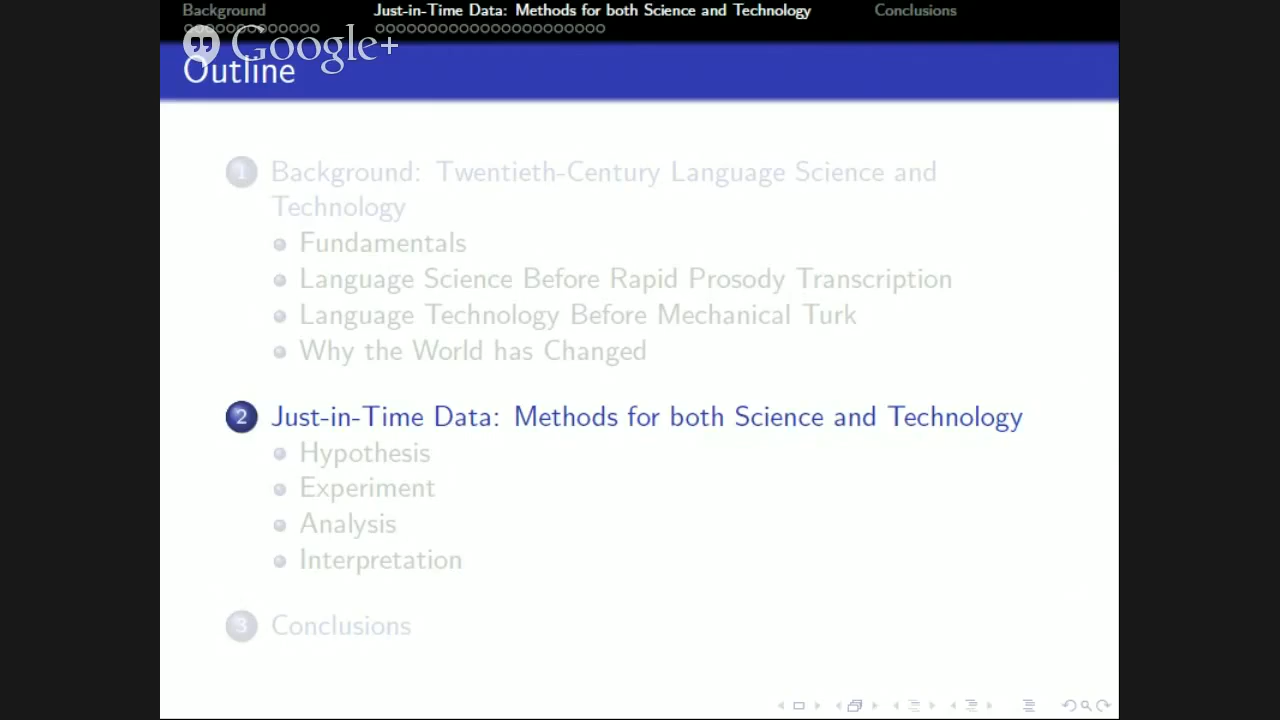 Background Just-in-Time Data: Methods for both Science and Technology Conclusions
Google+
Outline
1 Background: Twentieth-Century Language Science and
Technology
Fundamentals
Language Science Before Rapid Prosody Transcription
Language Technology Before Mechanical Turk
Why the World has Changed
2 Just-in-Time Data: Methods for both Science and Technology
Hypothesis
Experiment
Analysis
Interpretation
3 Conclusions